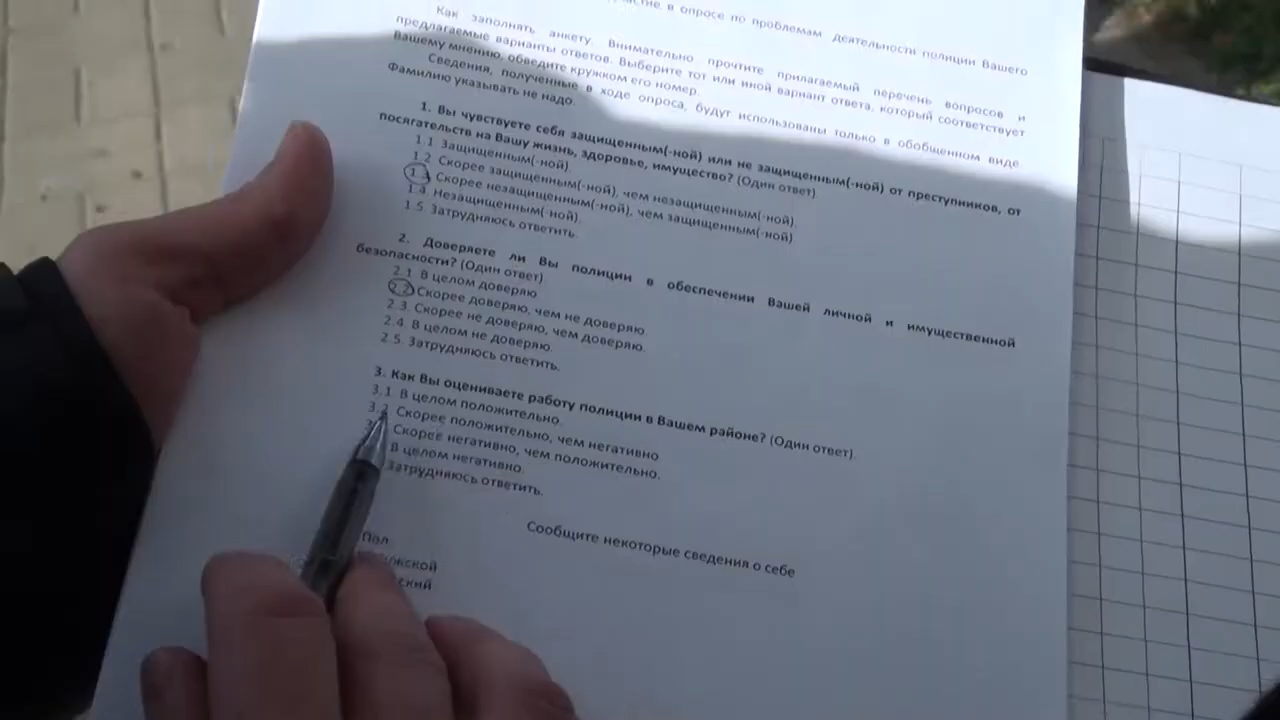 в опросе по проблемам деятельности полиции Вашего
Как заполнять анкету. Внимательно прочтите прилагаемый перечень вопросов и
предлагаемые варианты ответов. Выберите тот или иной вариант ответа, который соответствует
Вашему мнению, обведите кружком его номер.
Сведения, полученные в ходе опроса, будут использованы только в обобщенном виде
Фамилию указывать не надо.
1. Вы чувствуете себя защищенным(-ной) или не защищенным(-ной) от преступников, от
посягательств на Вашу жизнь, здоровье, имущество? (Один ответ).
1.1 Защищенным(-ной).
1.2 Скорее защищенным(-ной), чем незащищенным(-ной).
1.3 Скорее незащищенным(-ной), чем защищенным(-ной)
1.4. Незащищенным(-ной).
1.5. Затрудняюсь ответить.
2. Доверяете ли Вы полиции в обеспечении Вашей личной и имущественной
безопасности? (Один ответ)
2.1 В целом доверяю
2.2 Скорее доверяю, чем не доверяю.
2.3. Скорее не доверяю, чем доверяю.
2.4. В целом не доверяю.
2.5. Затрудняюсь ответить.
3. Как Вы оцениваете работу полиции в Вашем районе? (Один ответ).
3.1 В целом положительно.
3.2 Скорее положительно, чем негативно
Скорее негативно, чем положительно.
В целом негативно.
Затрудняюсь ответить.
Сообщите некоторые сведения о себе
Пол